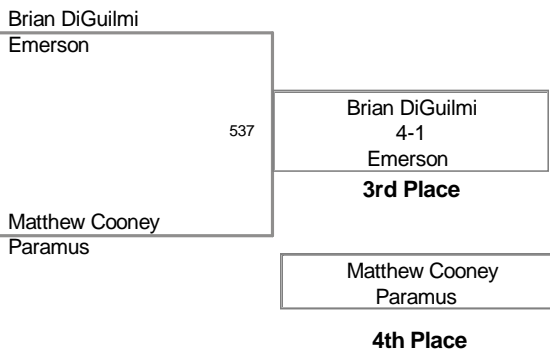 Brian DiGuilmi
Emerson
537
Brian DiGuilmi
4-1
Emerson
3rd Place
Matthew Cooney
Paramus
Matthew Cooney
Paramus
4th Place